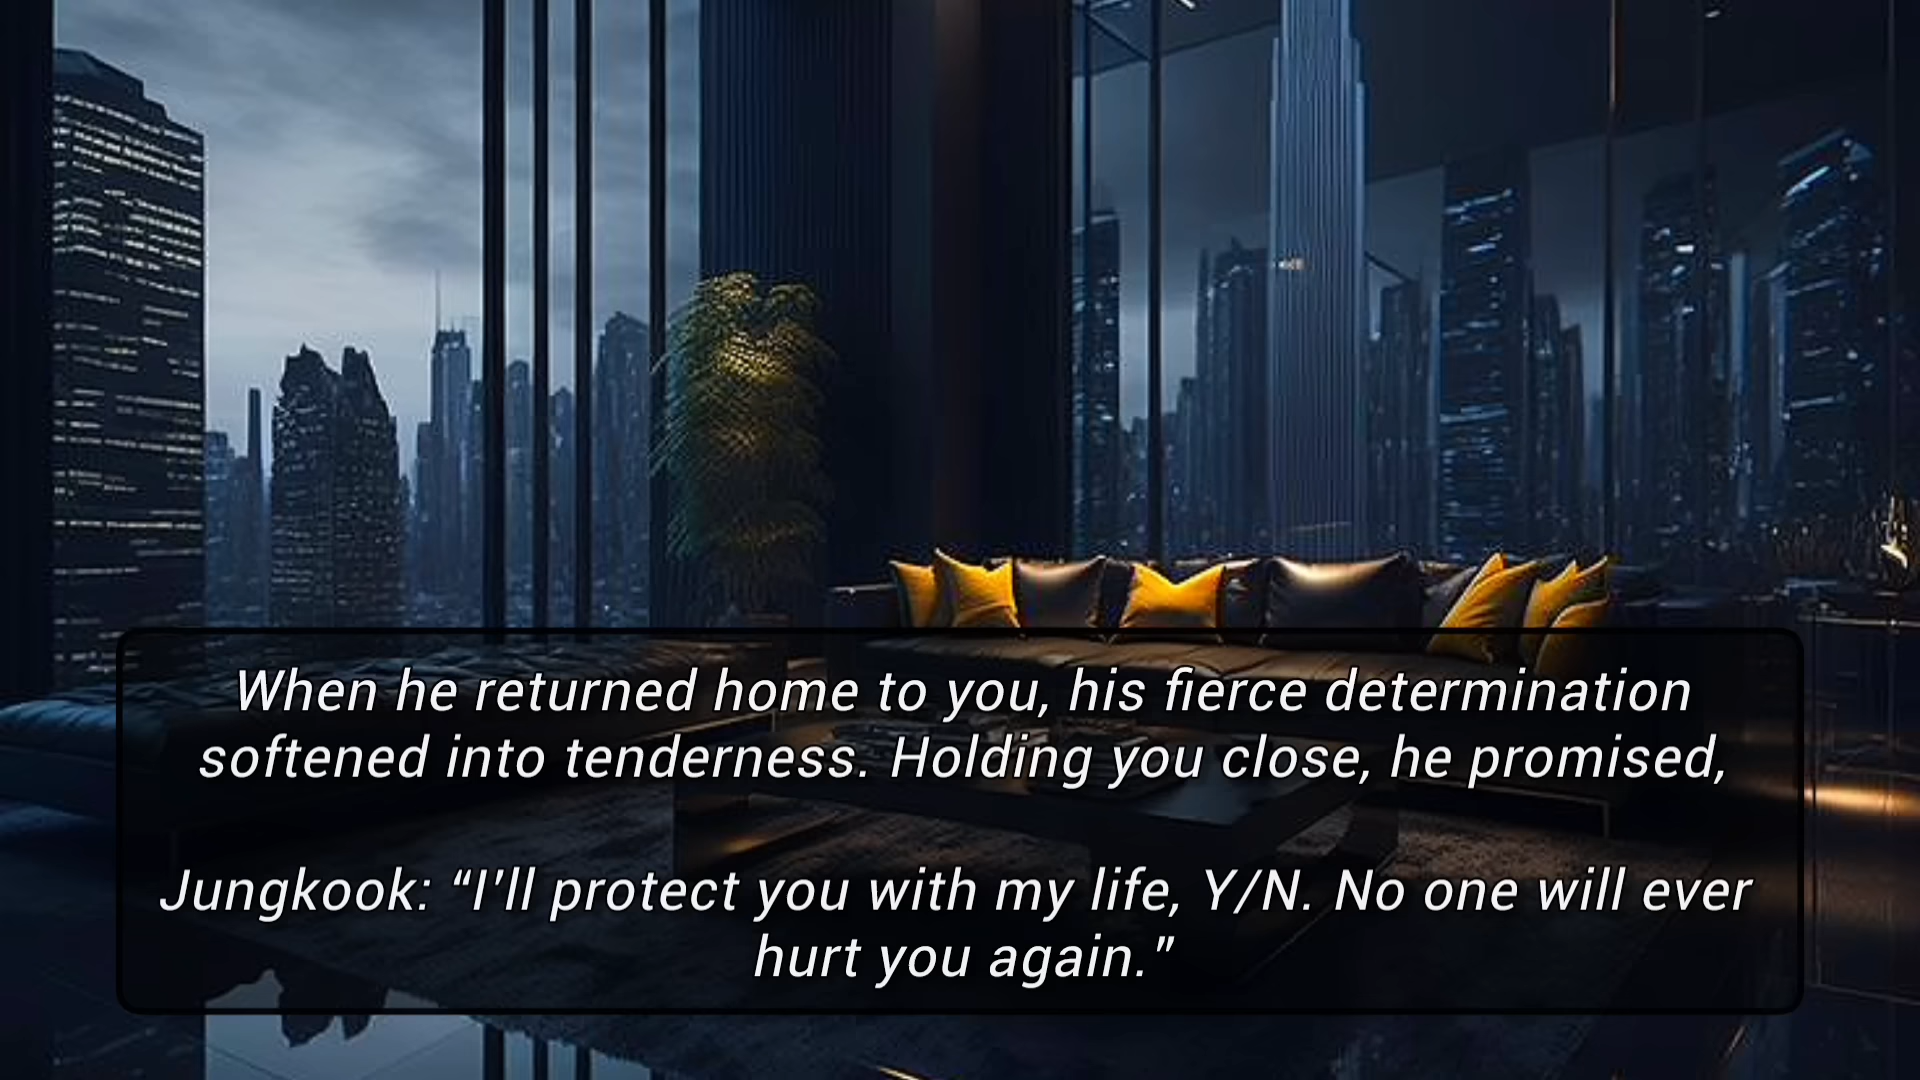 When he returned home to you, his fierce determination
softened into tenderness. Holding you close, he promised,
Jungkook: “I’ll protect you with my life, Y/N. No one will ever
hurt you again.”